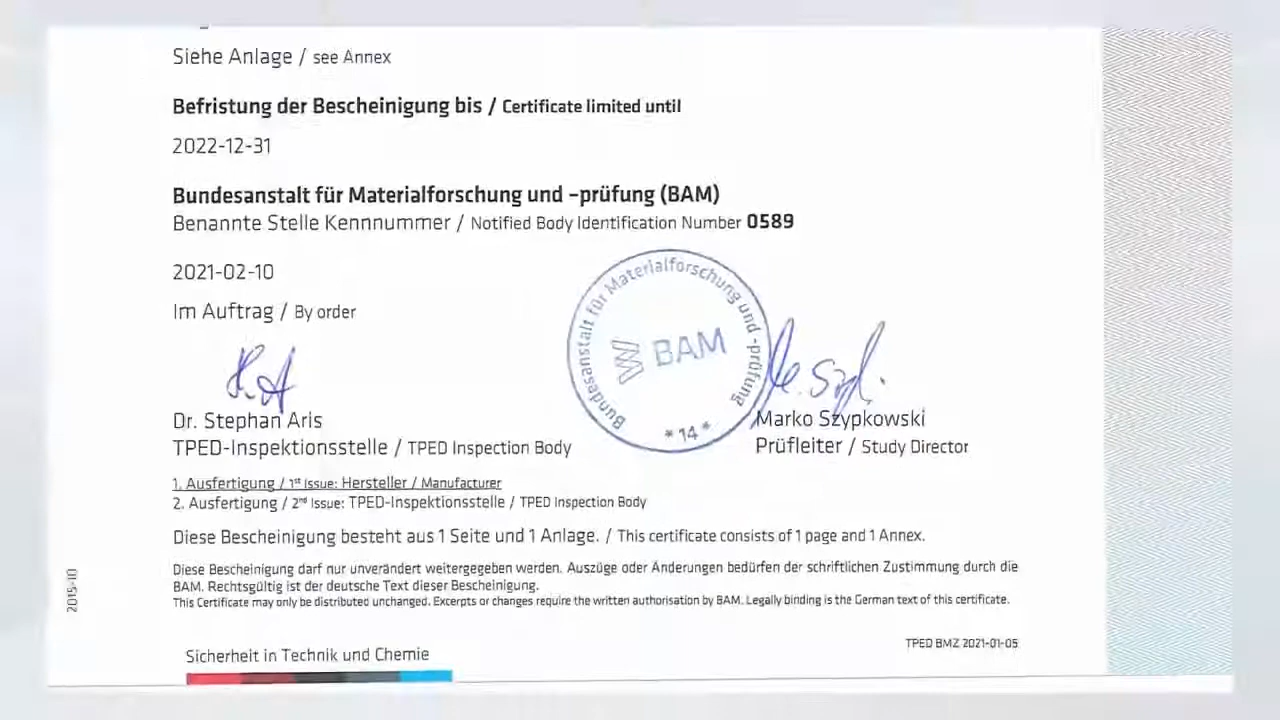 Siehe Anlage / see Annex
Befristung der Bescheinigung bis / Certificate limited until
2022-12-31
Bundesanstalt für Materialforschung und –prüfung (BAM)
Benannte Stelle Kennnummer / Notified Body Identification Number 0589
2021-02-10
Im Auftrag / By order
Bundesanstalt für Materialforschung und -prüfung
BAM
* 14 *
Dr. Stephan Aris
TPED-Inspektionsstelle / TPED Inspection Body
Marko Szypkowski
Prüfleiter / Study Director
1. Ausfertigung / 1st Issue: Hersteller / Manufacturer
2. Ausfertigung / 2nd Issue: TPED-Inspektionsstelle / TPED Inspection Body
Diese Bescheinigung besteht aus 1 Seite und 1 Anlage. / This certificate consists of 1 page and 1 Annex.
Diese Bescheinigung darf nur unverändert weitergegeben werden. Auszüge oder Änderungen bedürfen der schriftlichen Zustimmung durch die
BAM. Rechtsgültig ist der deutsche Text dieser Bescheinigung.
This Certificate may only be distributed unchanged. Excerpts or changes require the written authorisation by BAM. Legally binding is the German text of this certificate.
2015-10
TPED BMZ 2021-01-05
Sicherheit in Technik und Chemie